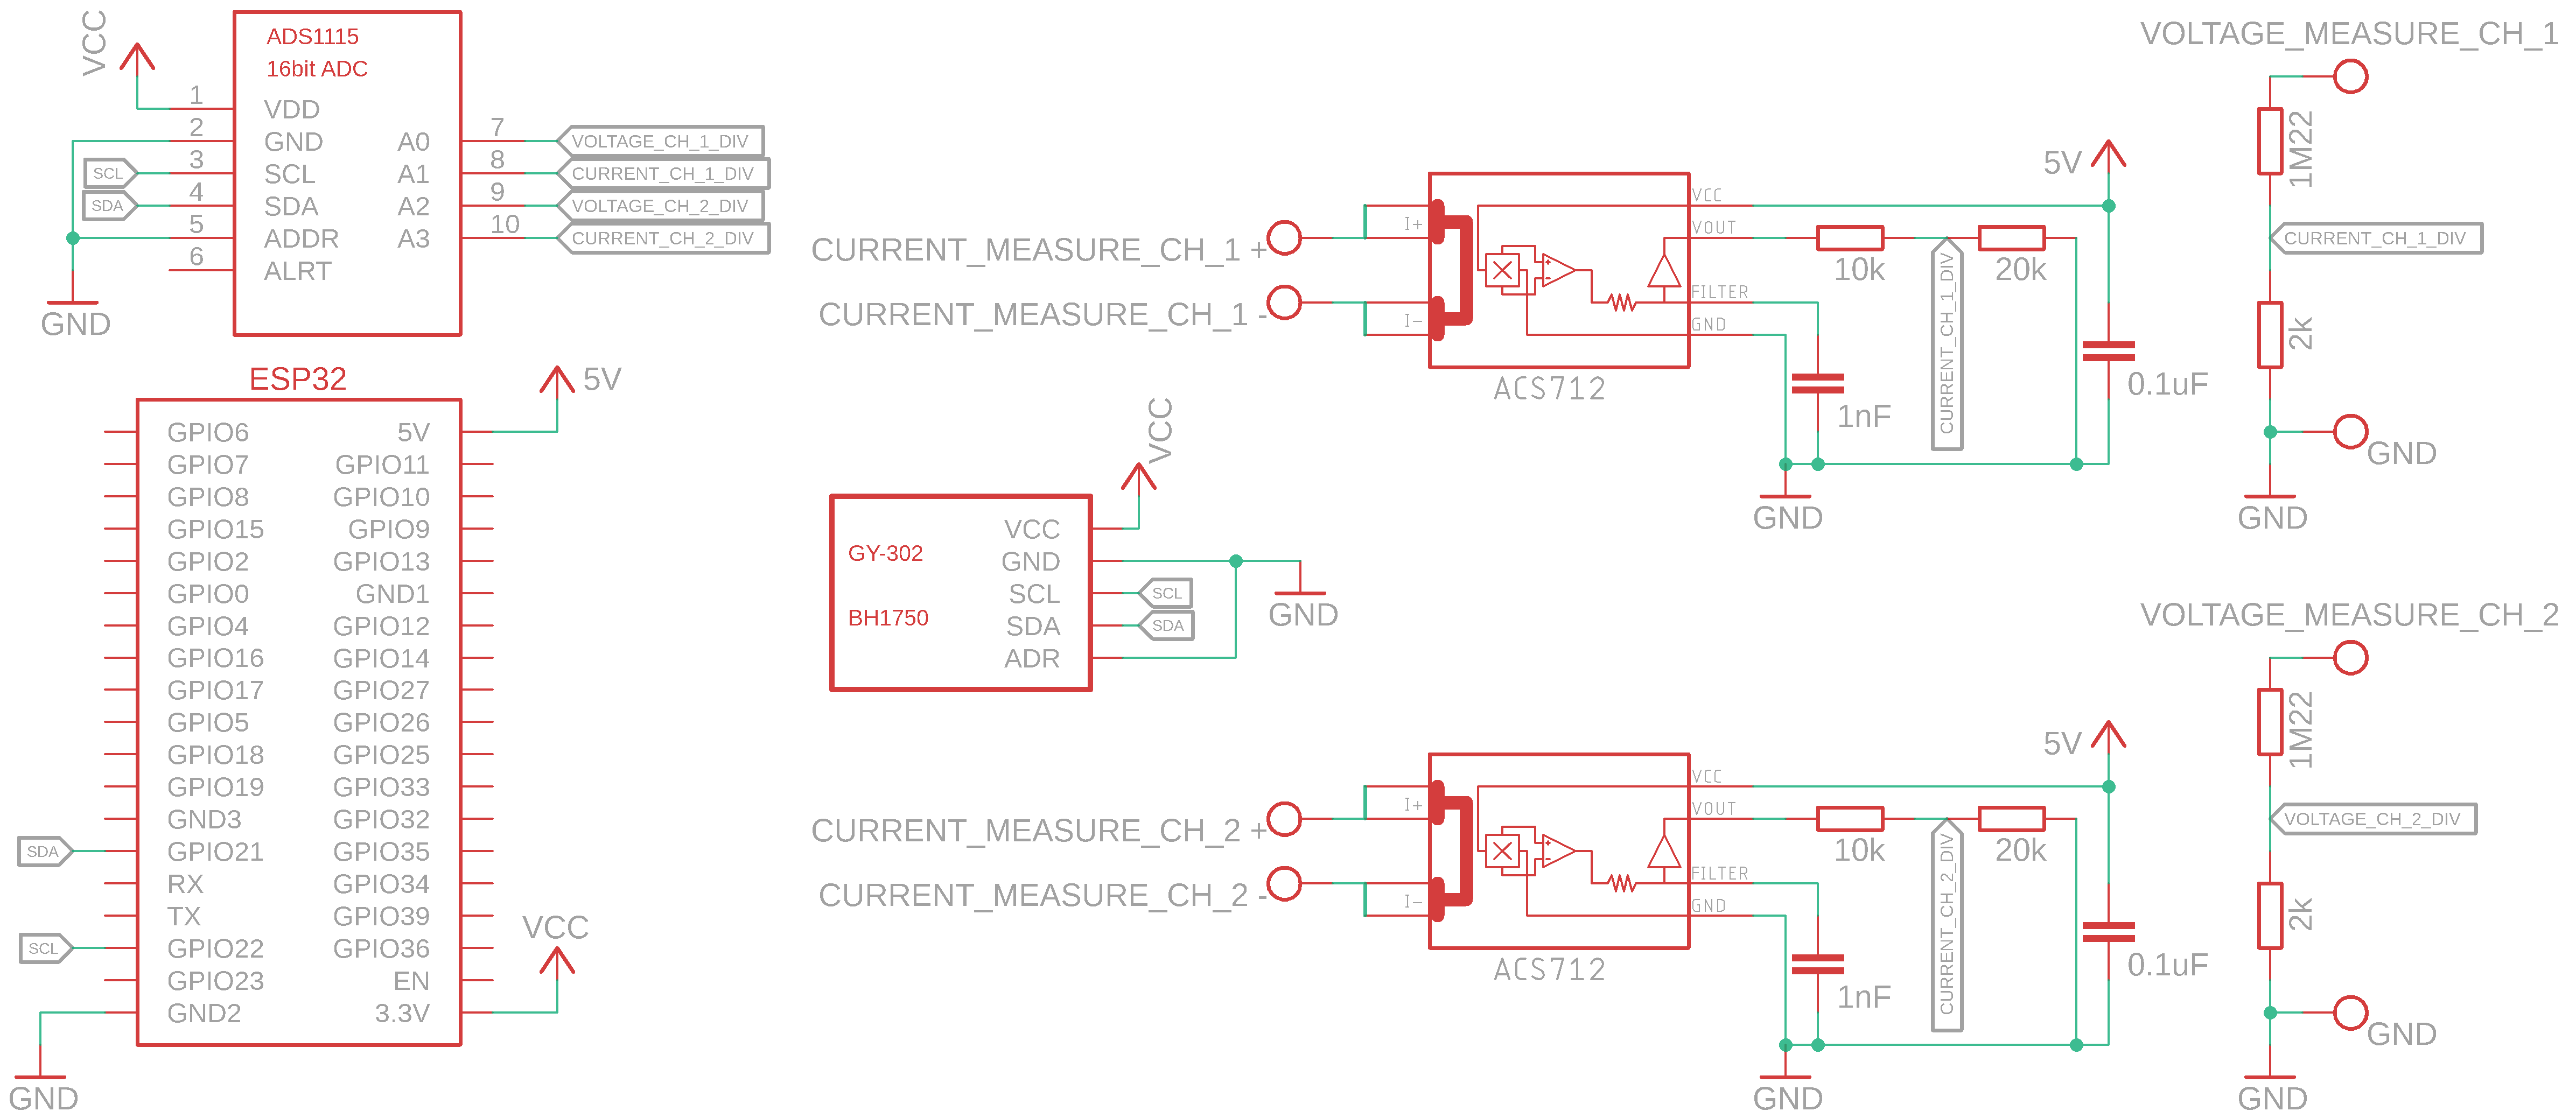 VCC
ADS1115
16bit ADC
1
VDD
2
GND
A0
7
VOLTAGE_CH_1_DIV
SCL
3
SCL
A1
8
CURRENT_CH_1_DIV
SDA
4
SDA
A2
9
VOLTAGE_CH_2_DIV
5
ADDR
A3
10
CURRENT_CH_2_DIV
6
ALRT
GND
ESP32
5V
GPIO6
5V
GPIO7
GPIO11
GPIO8
GPIO10
GPIO15
GPIO9
GPIO2
GPIO13
GPIO0
GND1
GPIO4
GPIO12
GPIO16
GPIO14
GPIO17
GPIO27
GPIO5
GPIO26
GPIO18
GPIO25
GPIO19
GPIO33
GND3
GPIO32
SDA
GPIO21
GPIO35
RX
GPIO34
TX
GPIO39
VCC
SCL
GPIO22
GPIO36
GPIO23
EN
GND2
3.3V
GND
VCC
GY-302
BH1750
VCC
GND
SCL
SCL
SDA
SDA
ADR
GND
CURRENT_MEASURE_CH_1 +
CURRENT_MEASURE_CH_1 -
I+
I-
VCC
VOUT
FILTER
GND
ACS712
10k
20k
CURRENT_CH_1_DIV
1nF
5V
0.1uF
GND
VOLTAGE_MEASURE_CH_1
1M22
CURRENT_CH_1_DIV
2k
GND
GND
CURRENT_MEASURE_CH_2 +
CURRENT_MEASURE_CH_2 -
I+
I-
VCC
VOUT
FILTER
GND
ACS712
10k
20k
CURRENT_CH_2_DIV
1nF
5V
0.1uF
GND
VOLTAGE_MEASURE_CH_2
1M22
VOLTAGE_CH_2_DIV
2k
GND
GND